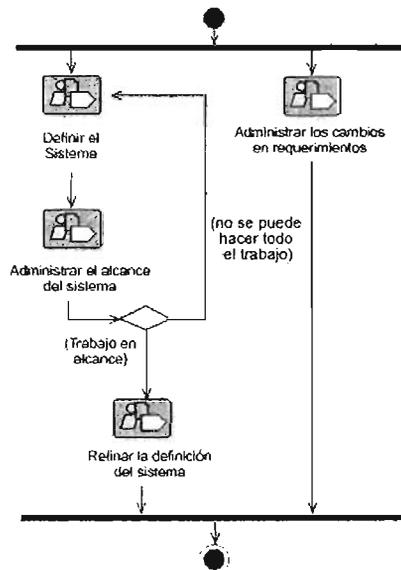 Definir el
Sistema
Administrar los cambios
en requerimientos
Administrar el alcance
del sistema
(no se puede
hacer todo
el trabajo)
(Trabajo en
alcance)
Refinar la definición
del sistema